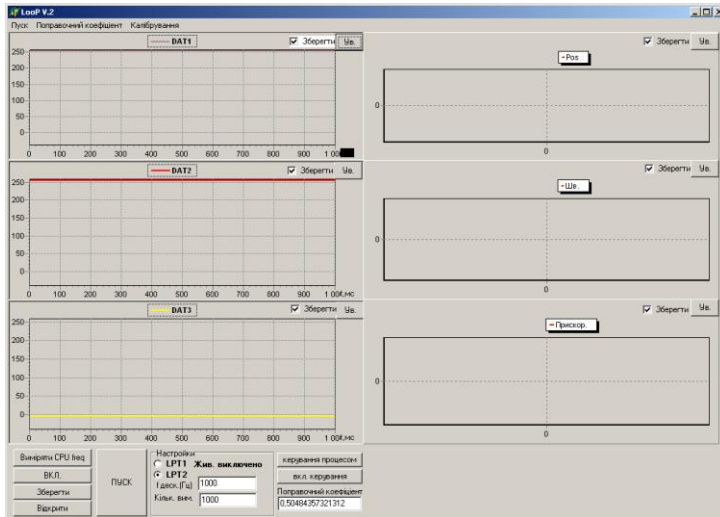 LooP V.2
Пуск Поправочний коефіцієнт Калібрування
DAT1
Зберегти Ув.
250
200
150
100
50
0
0 100 200 300 400 500 600 700 800 900 1 00
Pos
Зберегти Ув.
0
0
DAT2
Зберегти Ув.
250
200
150
100
50
0
0 100 200 300 400 500 600 700 800 900 1 00t,мс
Шв.
Зберегти Ув.
0
0
DAT3
Зберегти Ув.
250
200
150
100
50
0
0 100 200 300 400 500 600 700 800 900 1 00t,мс
Прискор.
Зберегти Ув.
0
0
Виміряти CPU freq
ВКЛ.
Зберегти
Відкрити
ПУСК
Настройки
LPT1 Жив. виключено
LPT2
f деск.(Гц) 1000
Кільк. вим. 1000
керування процесом
вкл. керування
Поправочний коефіцієнт
0,50484357321312